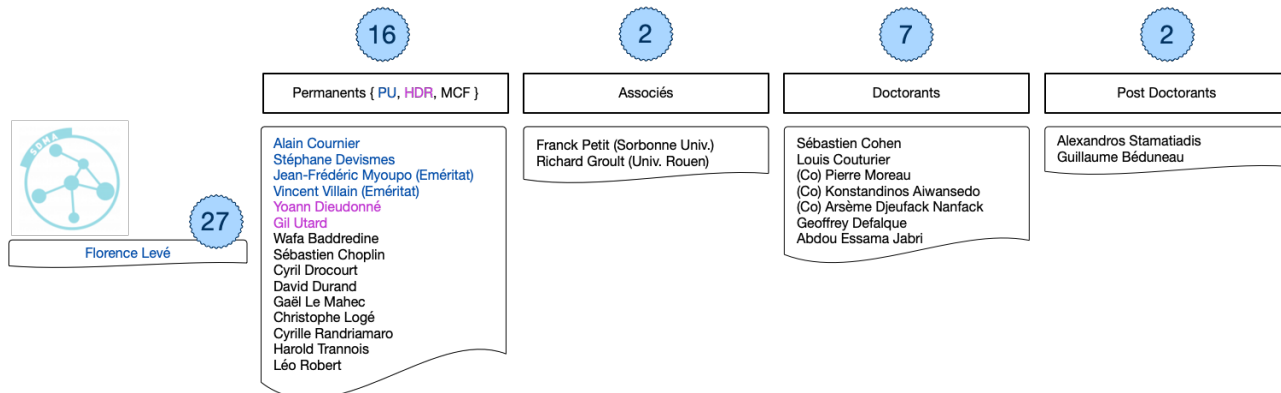 16
2
7
2
Permanents { PU, HDR, MCF }
Associés
Doctorants
Post Doctorants
SDMA
27
Florence Levé
Alain Cournier
Stéphane Devismes
Jean-Frédéric Myoupo (Eméritat)
Vincent Villain (Eméritat)
Yoann Dieudonné
Gil Utard
Wafa Baddredine
Sébastien Choplin
Cyril Drocourt
David Durand
Gaël Le Mahec
Christophe Logé
Cyrille Randriamaro
Harold Trannois
Léo Robert
Franck Petit (Sorbonne Univ.)
Richard Groult (Univ. Rouen)
Sébastien Cohen
Louis Couturier
(Co) Pierre Moreau
(Co) Konstandinos Aiwansedo
(Co) Arsème Djeufack Nanfack
Geoffrey Defalque
Abdou Essama Jabri
Alexandros Stamatiadis
Guillaume Béduneau